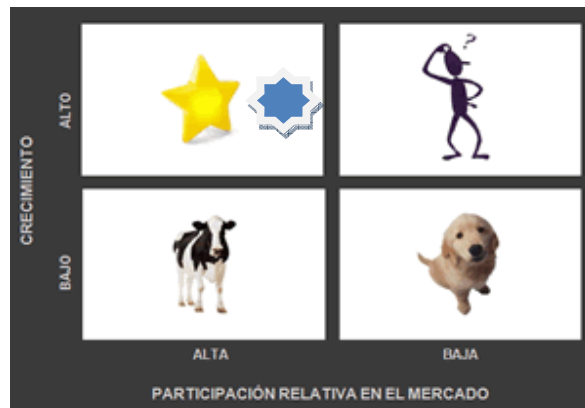 ?
ALTO
CRECIMIENTO
BAJO
ALTA
BAJA
PARTICIPACIÓN RELATIVA EN EL MERCADO